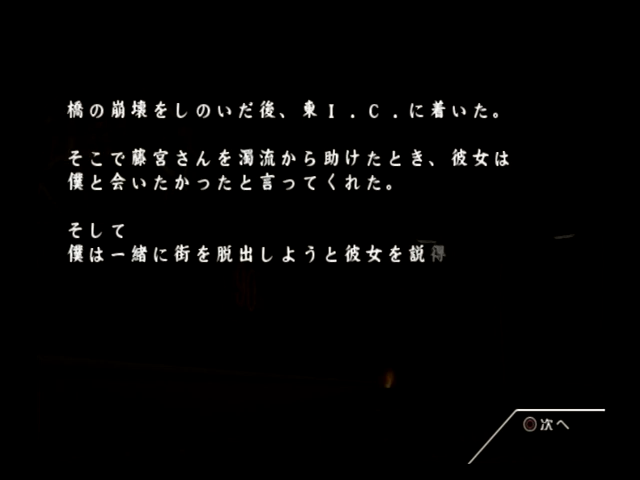 橋の崩壊をしのいだ後、東Ｉ．Ｃ．に着いた。
そこで藤宮さんを濁流から助けたとき、彼女は
僕と会いたかったと言ってくれた。
そして
僕は一緒に街を脱出しようと彼女を説得
次へ